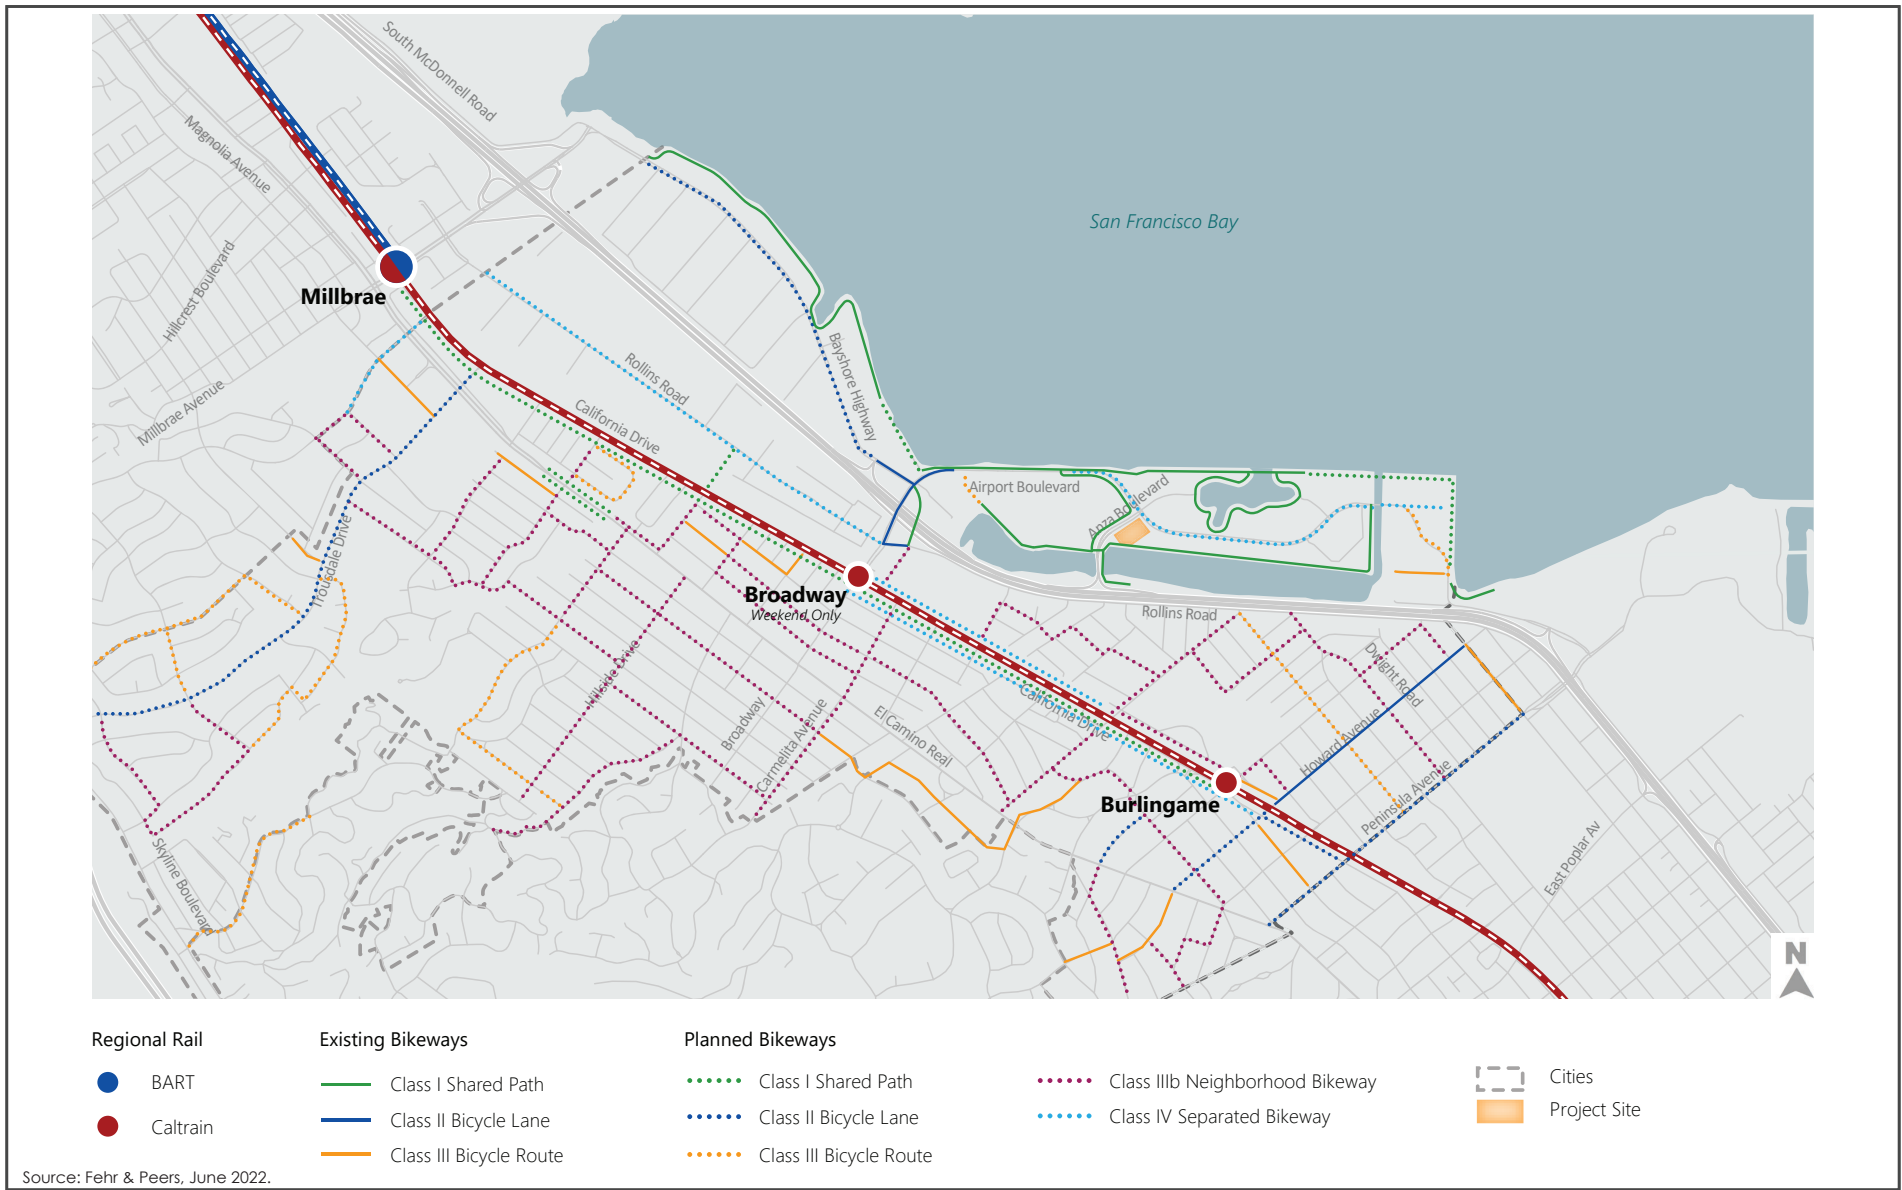 South McDonnell Road
Magnolia Avenue
San Francisco Bay
Hillcrest Boulevard
Millbrae
Bayshore Highway
Rollins Road
Millbrae Avenue
California Drive
Airport Boulevard
Anza Boulevard
Trousdale Drive
Broadway
Weekend Only
Rollins Road
Hillside Drive
Dwight Road
California Drive
Broadway
Carmelita Avenue
El Camino Real
Howard Avenue
Burlingame
Peninsula Avenue
East Poplar Av
Skyline Boulevard
N
Regional Rail
BART
Caltrain
Existing Bikeways
Class I Shared Path
Class II Bicycle Lane
Class III Bicycle Route
Planned Bikeways
Class I Shared Path
Class II Bicycle Lane
Class III Bicycle Route
Class IIIb Neighborhood Bikeway
Class IV Separated Bikeway
Cities
Project Site
Source: Fehr & Peers, June 2022.